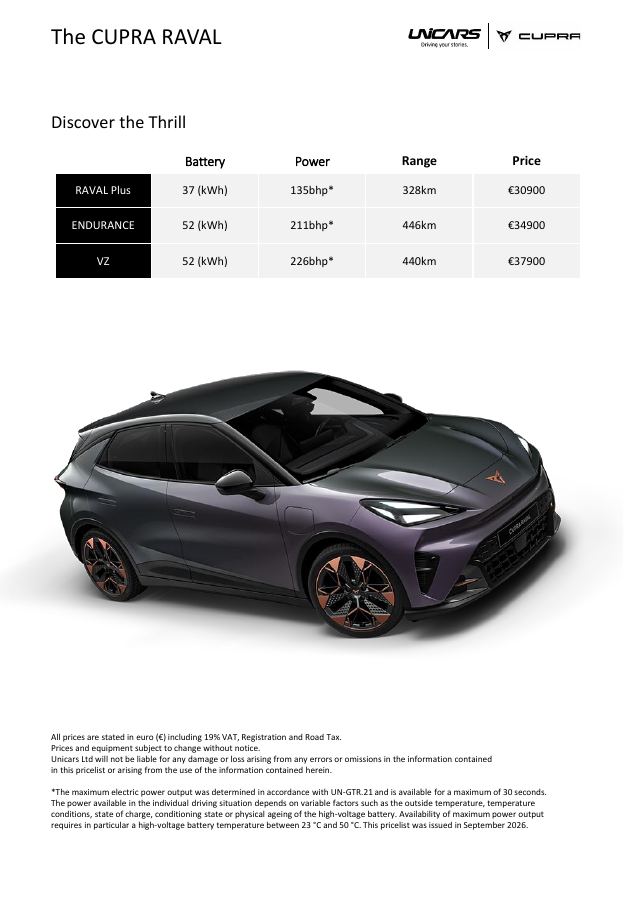 The CUPRA RAVAL
UNICARS
Driving your stories.
CUPRA
Discover the Thrill
Battery Power Range Price
RAVAL Plus 37 (kWh) 135bhp* 328km €30900
ENDURANCE 52 (kWh) 211bhp* 446km €34900
VZ 52 (kWh) 226bhp* 440km €37900
CUPRA RAVAL
All prices are stated in euro (€) including 19% VAT, Registration and Road Tax.
Prices and equipment subject to change without notice.
Unicars Ltd will not be liable for any damage or loss arising from any errors or omissions in the information contained
in this pricelist or arising from the use of the information contained herein.
*The maximum electric power output was determined in accordance with UN-GTR.21 and is available for a maximum of 30 seconds.
The power available in the individual driving situation depends on variable factors such as the outside temperature, temperature
conditions, state of charge, conditioning state or physical ageing of the high-voltage battery. Availability of maximum power output
requires in particular a high-voltage battery temperature between 23 °C and 50 °C. This pricelist was issued in September 2026.